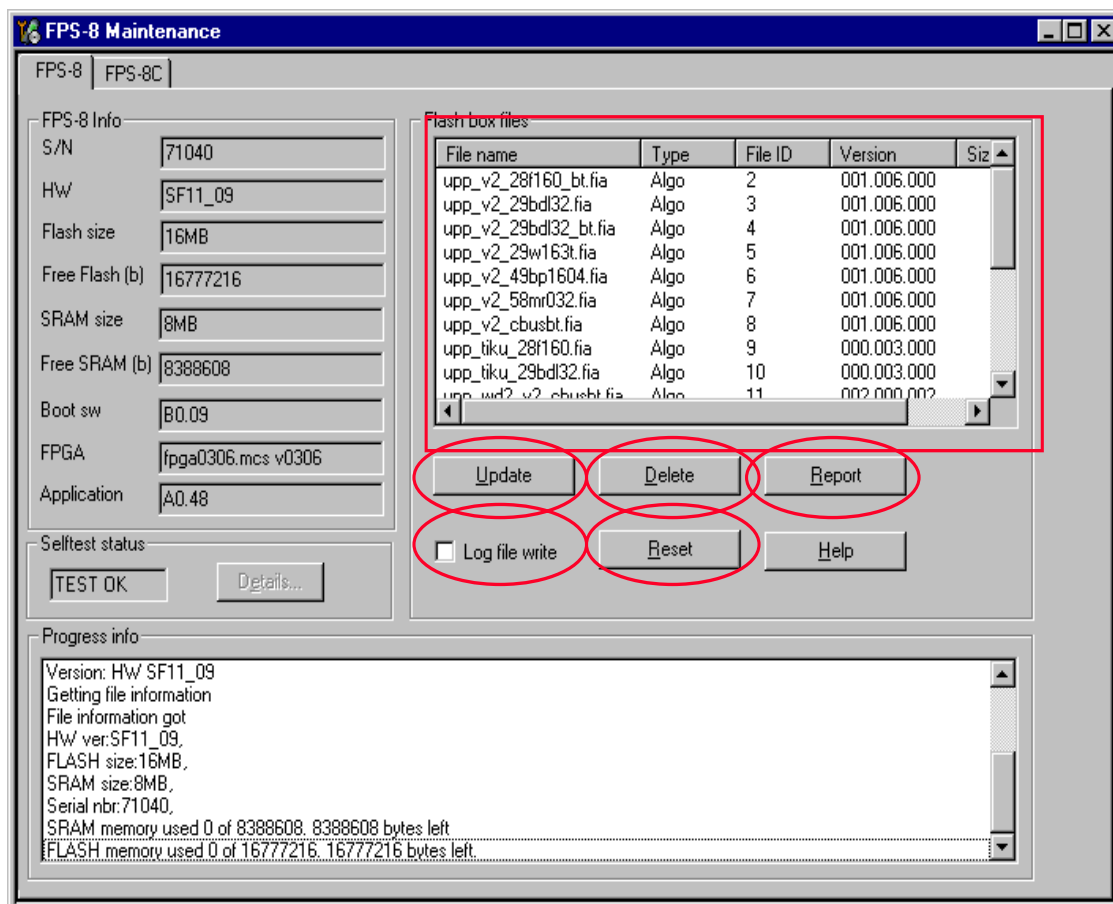 FPS-8 Maintenance
FPS-8 FPS-8C
FPS-8 Info
S/N 71040
HW SF11_09
Flash size 16MB
Free Flash (b) 16777216
SRAM size 8MB
Free SRAM (b) 8388608
Boot sw B0.09
FPGA fpga0306.mcs v0306
Application A0.48
Selftest status
TEST OK Details...
Flash box files
File name Type File ID Version Siz
upp_v2_28f160_bt.fia Algo 2 001.006.000
upp_v2_29bdl32.fia Algo 3 001.006.000
upp_v2_29bdl32_bt.fia Algo 4 001.006.000
upp_v2_29w163t.fia Algo 5 001.006.000
upp_v2_49bp1604.fia Algo 6 001.006.000
upp_v2_58mr032.fia Algo 7 001.006.000
upp_v2_cbusbt.fia Algo 8 001.006.000
upp_tiku_28f160.fia Algo 9 000.003.000
upp_tiku_29bdl32.fia Algo 10 000.003.000
upp_wd2_v2_cbusbt.fia Algo 11 002.000.002
Update Delete Report
Log file write Reset Help
Progress info
Version: HW SF11_09
Getting file information
File information got
HW ver:SF11_09,
FLASH size:16MB,
SRAM size:8MB,
Serial nbr:71040,
SRAM memory used 0 of 8388608. 8388608 bytes left
FLASH memory used 0 of 16777216. 16777216 bytes left.